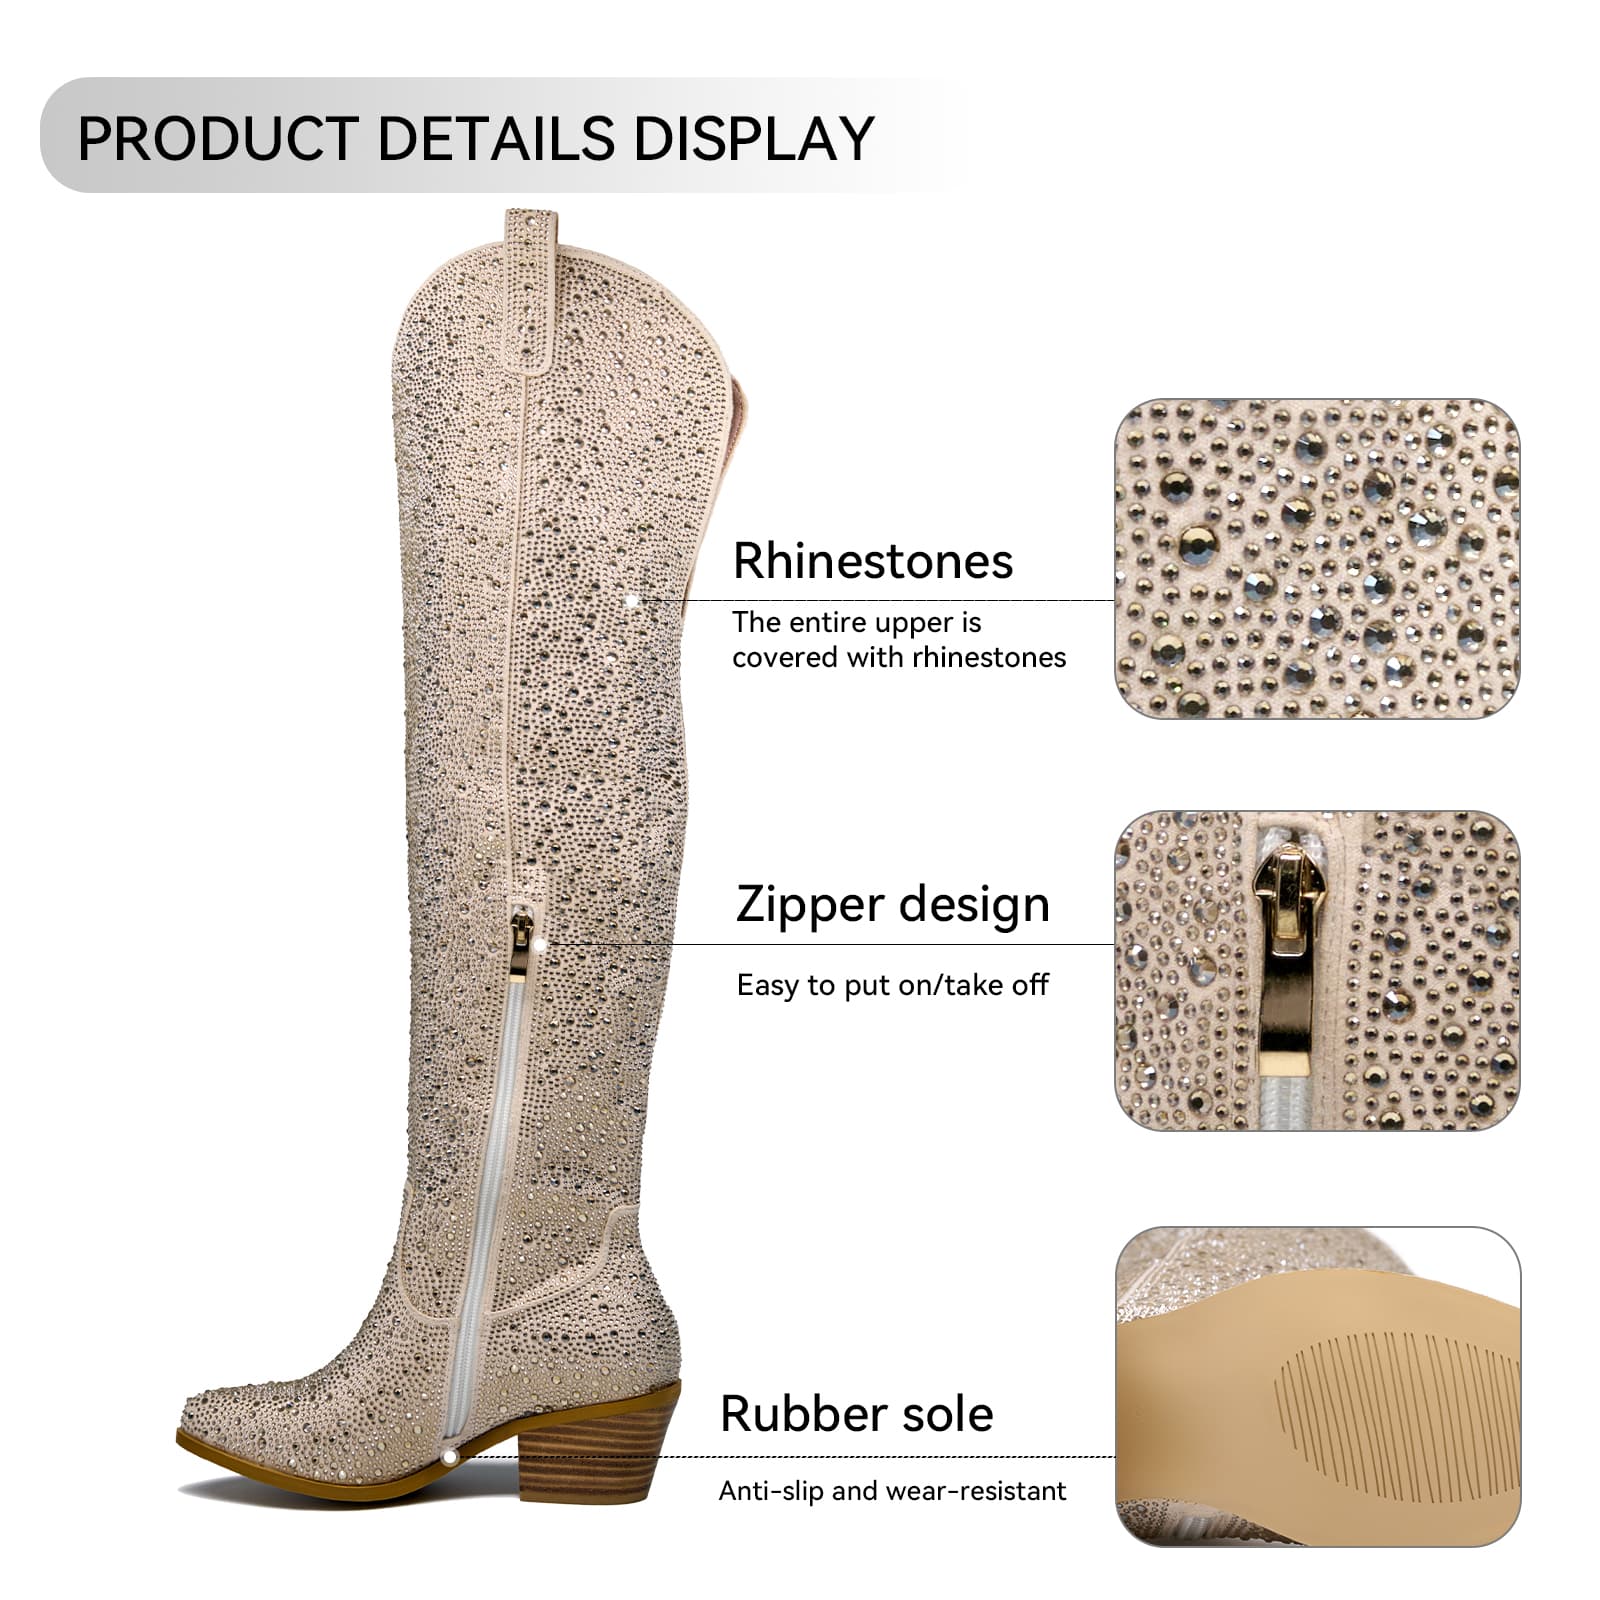 PRODUCT DETAILS DISPLAY
Rhinestones
The entire upper is
covered with rhinestones
Zipper design
Easy to put on/take off
Rubber sole
Anti-slip and wear-resistant